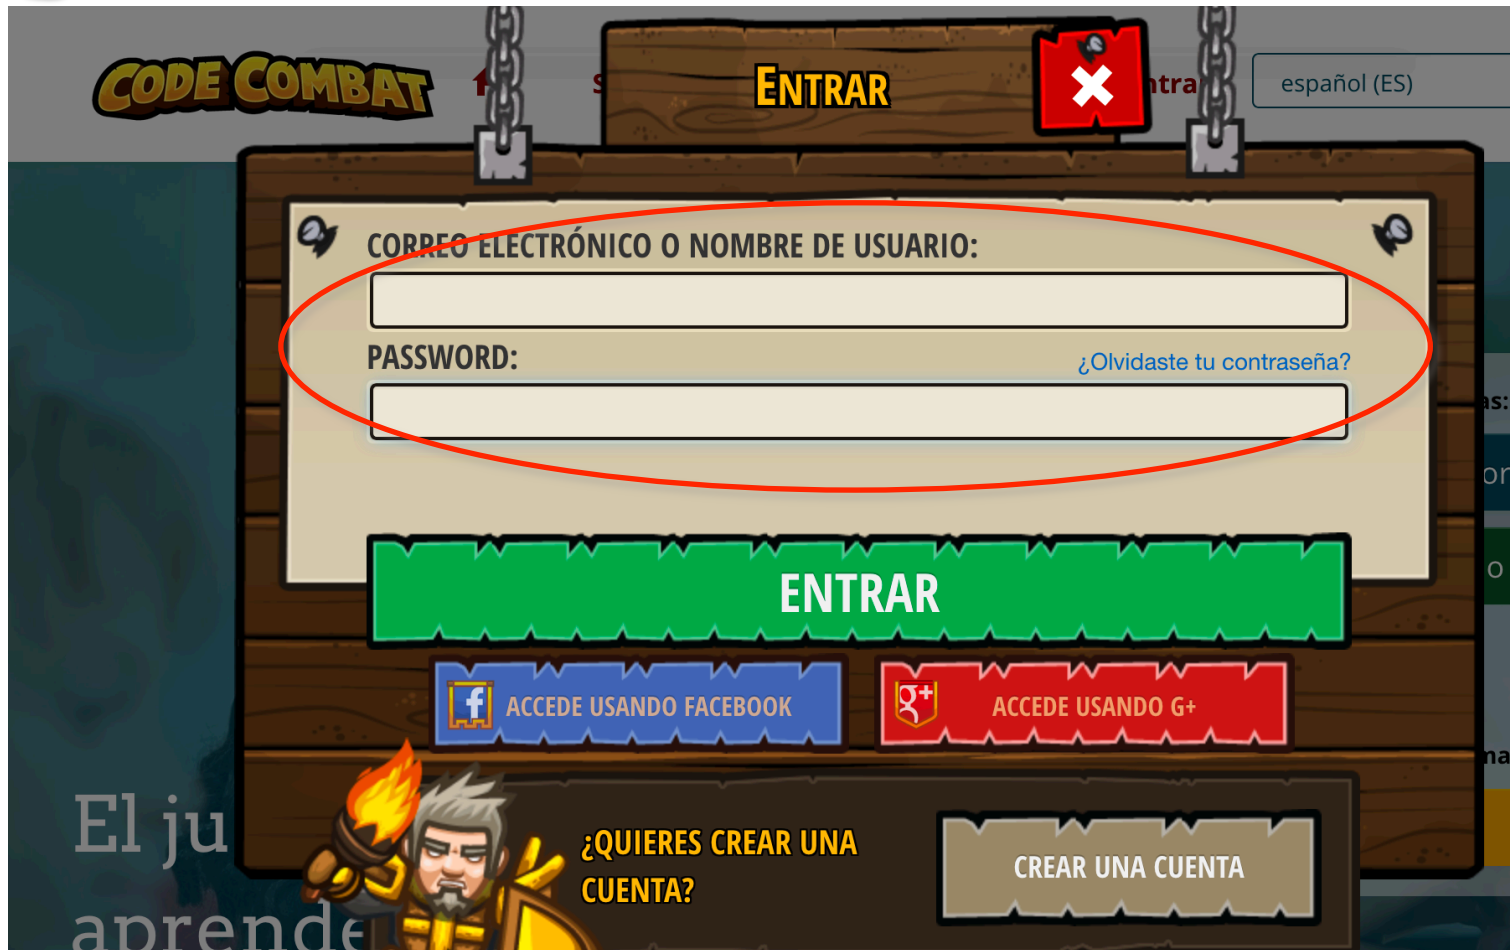 CODE COMBAT
ENTRAR
español (ES)
CORREO ELECTRÓNICO O NOMBRE DE USUARIO:
PASSWORD:
¿Olvidaste tu contraseña?
ENTRAR
f ACCEDE USANDO FACEBOOK
g+ ACCEDE USANDO G+
El ju
¿QUIERES CREAR UNA
CUENTA?
CREAR UNA CUENTA
aprende